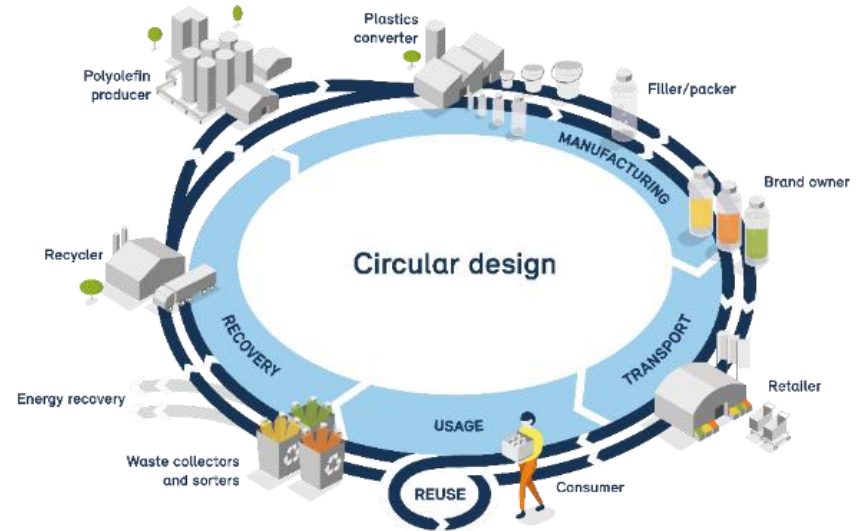 Plastics
converter
Polyolefin
producer
Filler/packer
MANUFACTURING
Brand owner
Circular design
Recycler
RECOVERY
TRANSPORT
Retailer
Energy recovery
USAGE
Waste collectors
and sorters
REUSE
Consumer